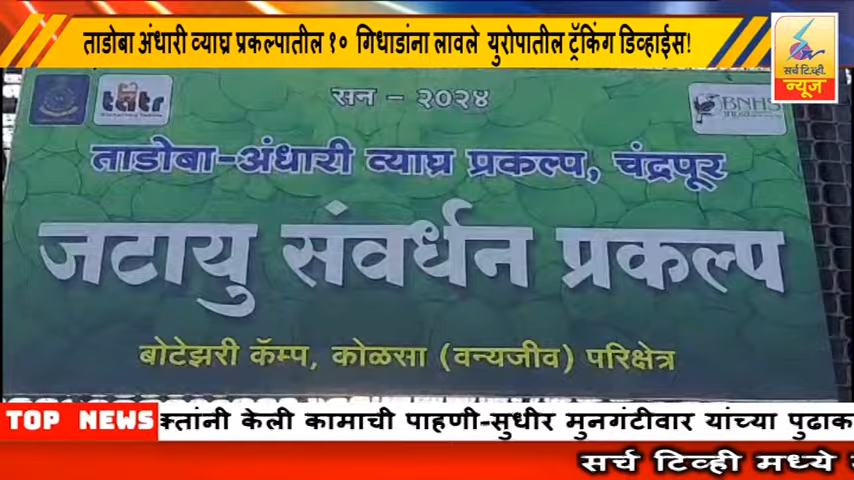 ताडोबा अंधारी व्याघ्र प्रकल्पातील १० गिधाडांना लावले युरोपातील ट्रॅकिंग डिव्हाईस!
सर्च टि.व्ही.
न्यूज
tatr
BNHS
सन - २०२४
ताडोबा-अंधारी व्याघ्र प्रकल्प, चंद्रपूर
जटायु संवर्धन प्रकल्प
बोटेझरी कॅम्प, कोळसा (वन्यजीव) परिक्षेत्र
TOP NEWS
क्तांनी केली कामाची पाहणी-सुधीर मुनगंटीवार यांच्या पुढाक
सर्च टिव्ही मध्ये